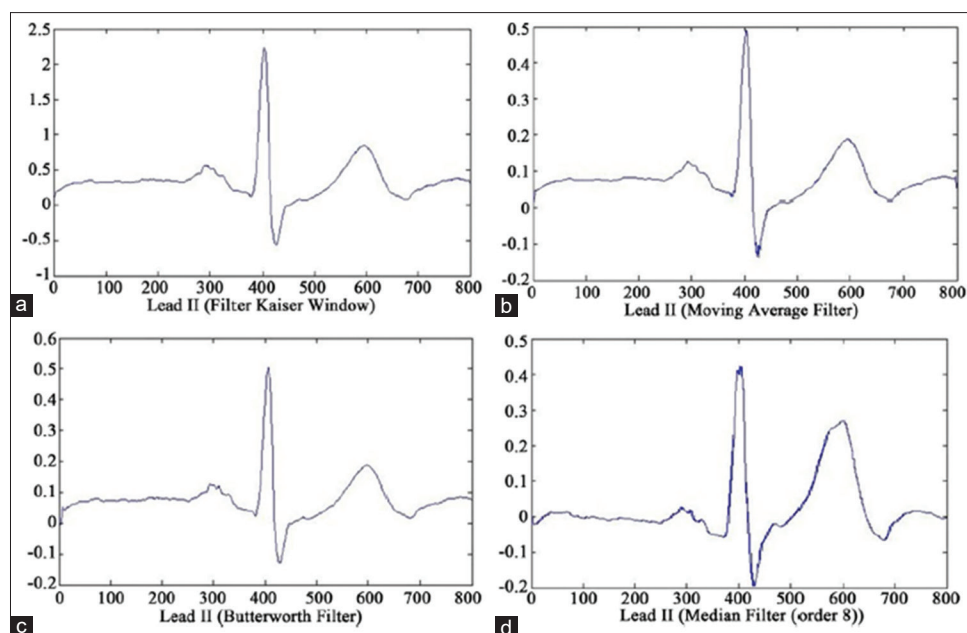 2.5
2
1.5
1
0.5
0
-0.5
-1
0 100 200 300 400 500 600 700 800
a
Lead II (Filter Kaiser Window)
0.5
0.4
0.3
0.2
0.1
0
-0.1
-0.2
0 100 200 300 400 500 600 700 800
b
Lead II (Moving Average Filter)
0.6
0.5
0.4
0.3
0.2
0.1
0
-0.1
-0.2
0 100 200 300 400 500 600 700 800
c
Lead II (Butterworth Filter)
0.5
0.4
0.3
0.2
0.1
0
-0.1
-0.2
0 100 200 300 400 500 600 700 800
d
Lead II (Median Filter (order 8))